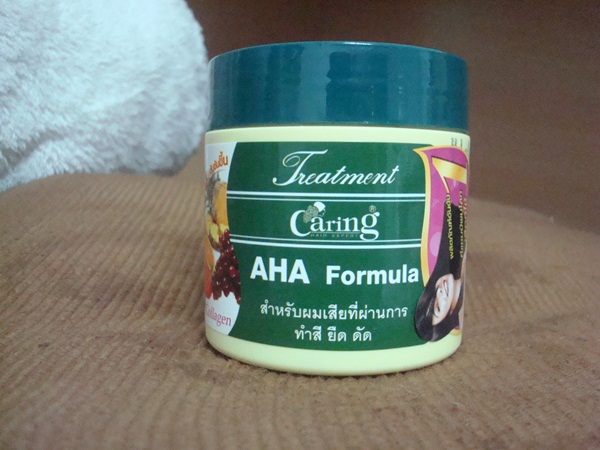 Treatment
Caring®
HAIR EXPERT
AHA Formula
สำหรับผมเสียที่ผ่านการ
ทำสี ยืด ดัด